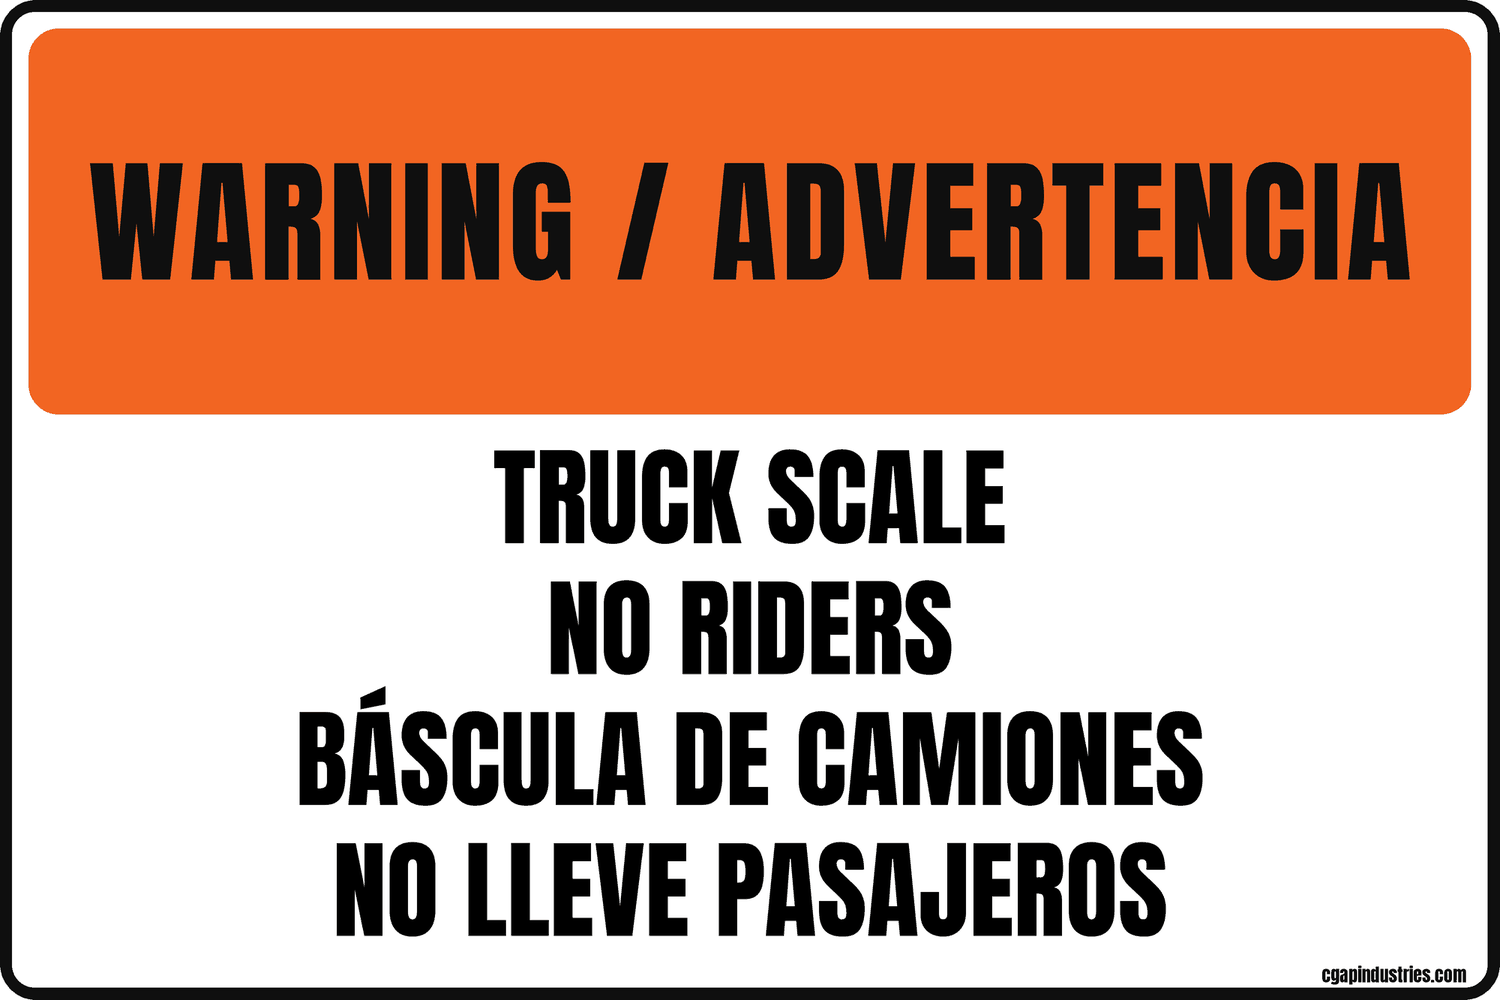 WARNING / ADVERTENCIA
TRUCK SCALE
NO RIDERS
BÁSCULA DE CAMIONES
NO LLEVE PASAJEROS
cgapindustries.com